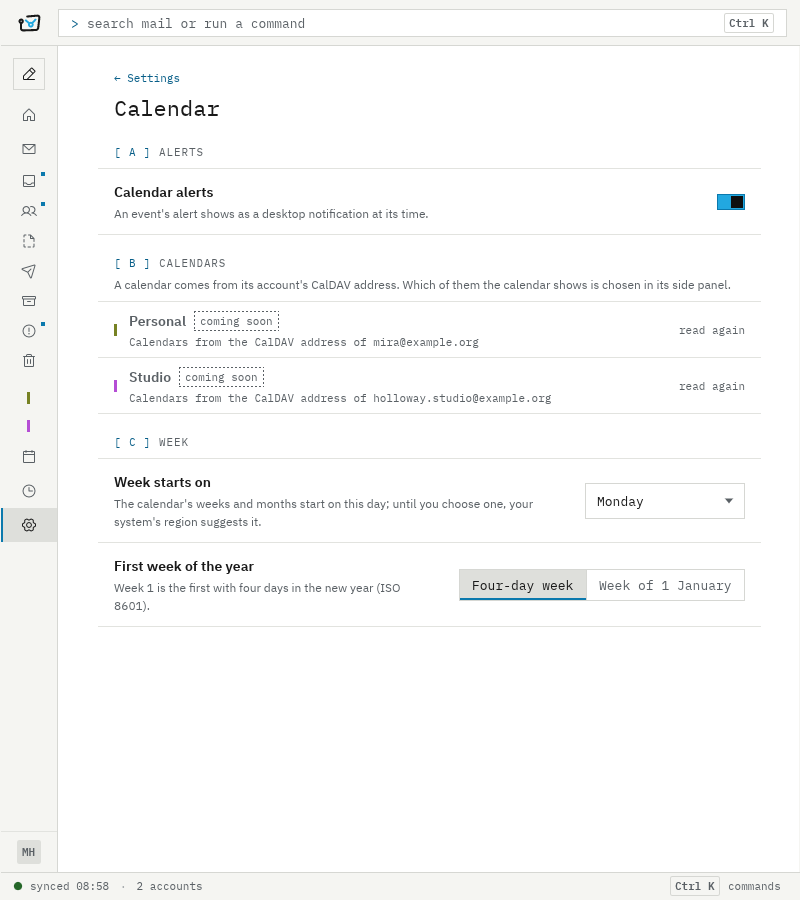 > search mail or run a command
Ctrl K
← Settings
Calendar
[ A ] ALERTS
Calendar alerts
An event's alert shows as a desktop notification at its time.
[ B ] CALENDARS
A calendar comes from its account's CalDAV address. Which of them the calendar shows is chosen in its side panel.
Personal coming soon
Calendars from the CalDAV address of mira@example.org
read again
Studio coming soon
Calendars from the CalDAV address of holloway.studio@example.org
read again
[ C ] WEEK
Week starts on
The calendar's weeks and months start on this day; until you choose one, your
system's region suggests it.
Monday
First week of the year
Week 1 is the first with four days in the new year (ISO
8601).
Four-day week
Week of 1 January
MH
synced 08:58 · 2 accounts
Ctrl K commands